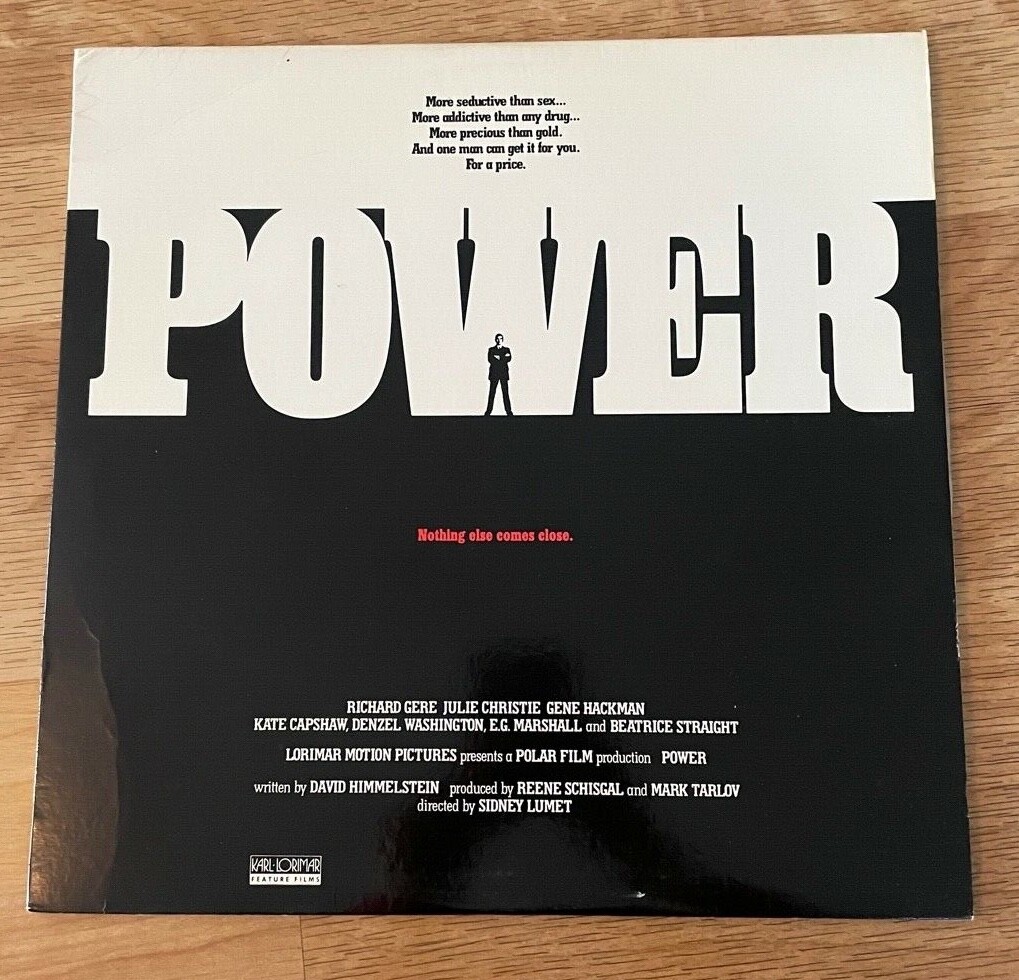 More seductive than sex...
More addictive than any drug...
More precious than gold.
And one man can get it for you.
For a price.
POWER
Nothing else comes close.
RICHARD GERE JULIE CHRISTIE GENE HACKMAN
KATE CAPSHAW, DENZEL WASHINGTON, E.G. MARSHALL and BEATRICE STRAIGHT
LORIMAR MOTION PICTURES presents a POLAR FILM production POWER
written by DAVID HIMMELSTEIN produced by REENE SCHISGAL and MARK TARLOV
directed by SIDNEY LUMET
KARL·LORIMAR
FEATURE FILMS